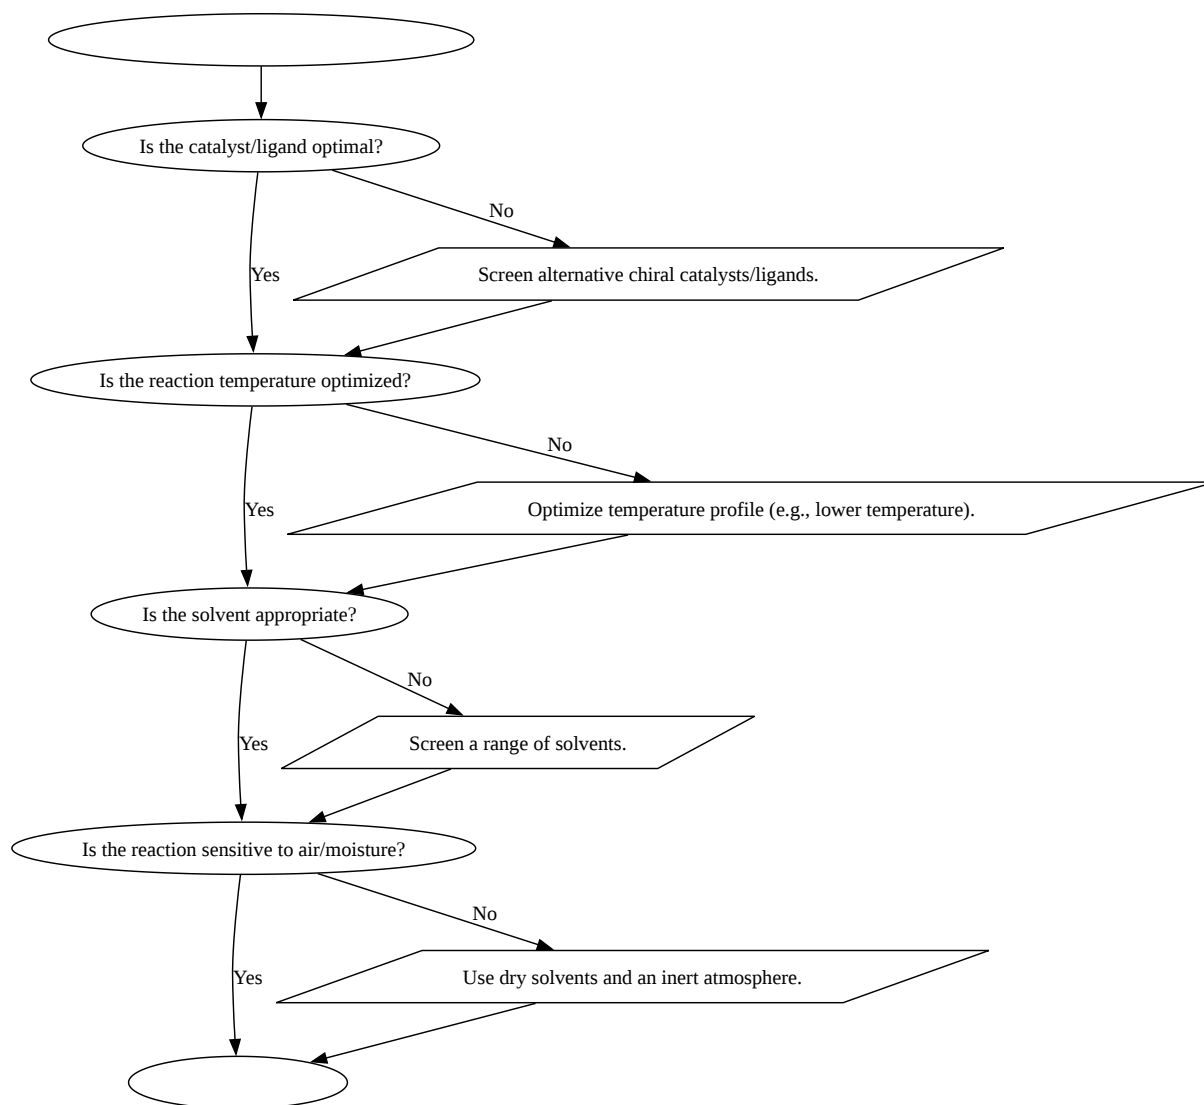 Is the catalyst/ligand optimal?
No
Yes
Screen alternative chiral catalysts/ligands.
Is the reaction temperature optimized?
No
Yes
Optimize temperature profile (e.g., lower temperature).
Is the solvent appropriate?
No
Yes
Screen a range of solvents.
Is the reaction sensitive to air/moisture?
No
Yes
Use dry solvents and an inert atmosphere.